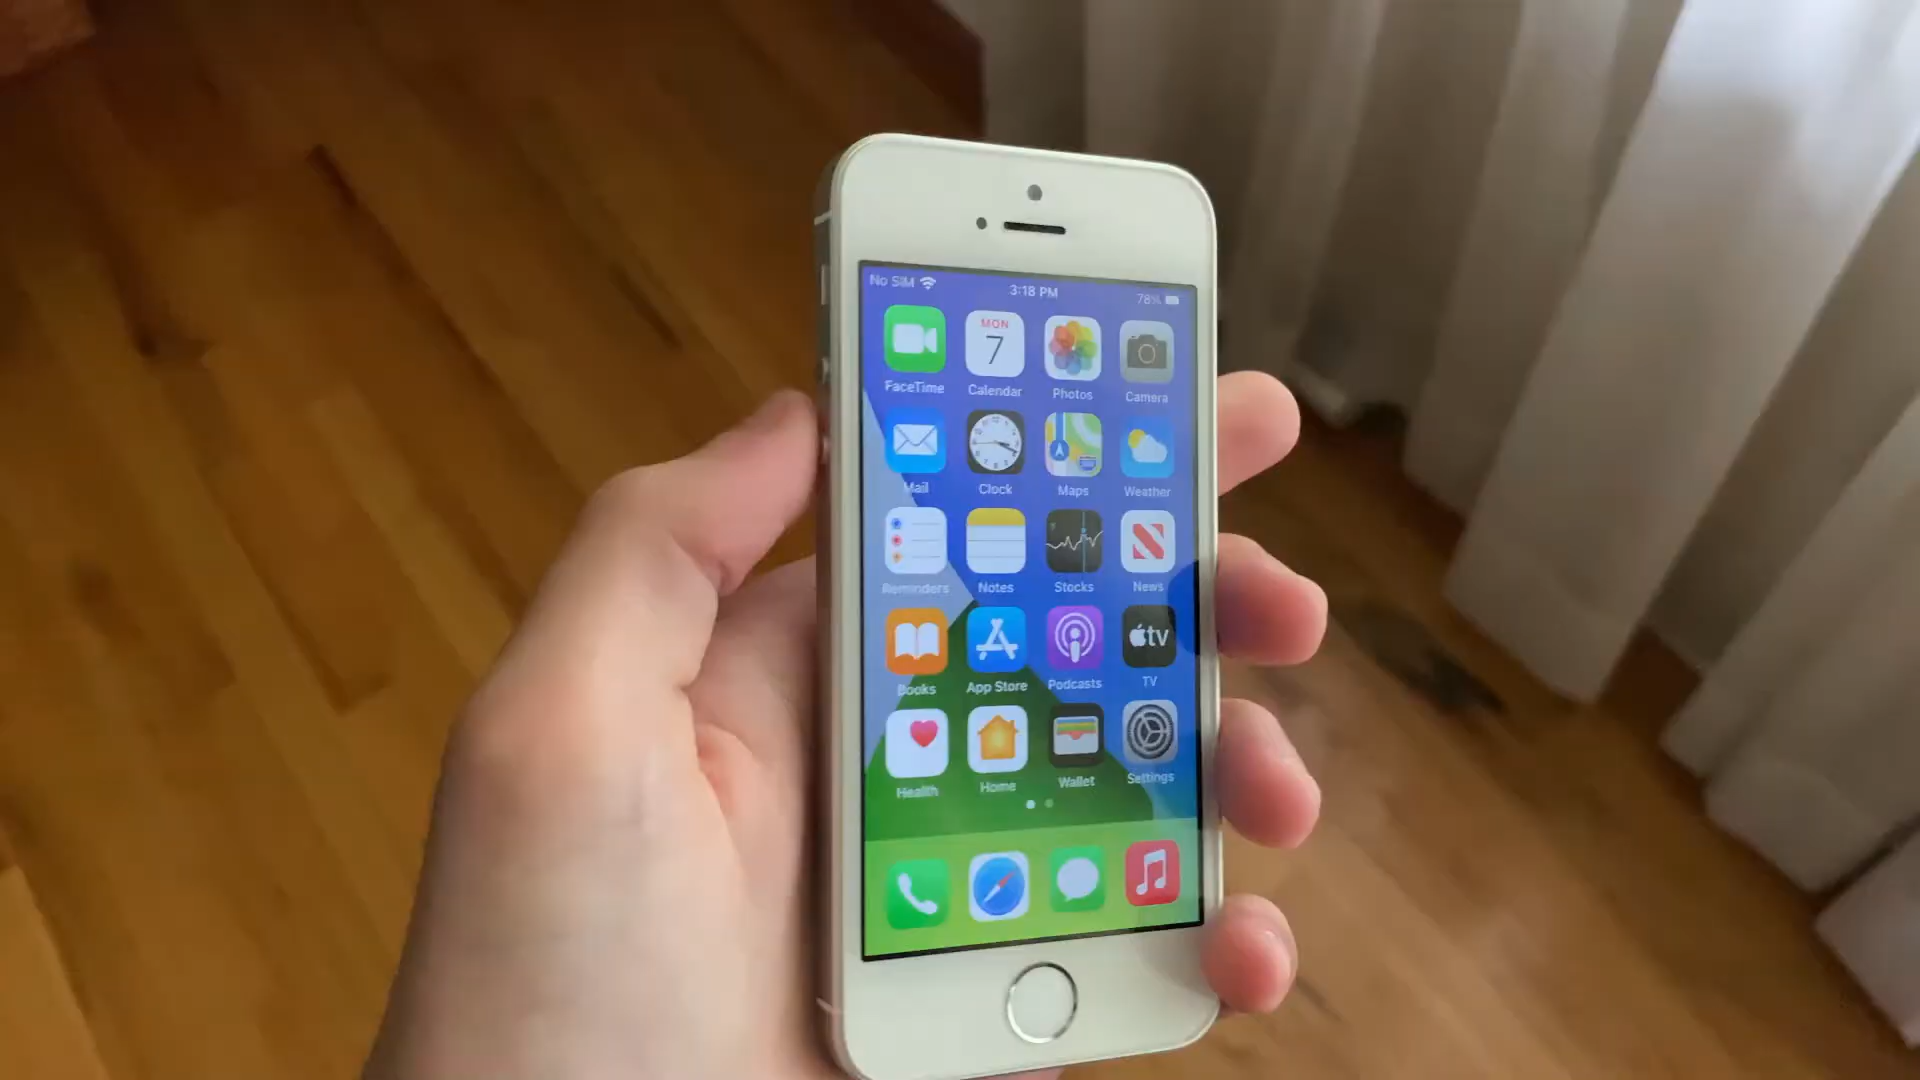 No SIM 3:18 PM 78%
MON
7
FaceTime Calendar Photos Camera
Mail Clock Maps Weather
Reminders Notes Stocks News
tv
Books App Store Podcasts TV
Health Home Wallet Settings